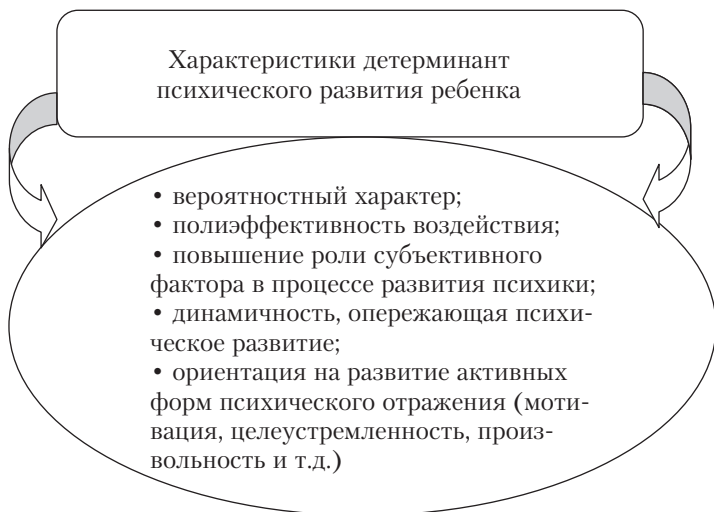 Характеристики детерминант
психического развития ребенка
• вероятностный характер;
• полиэффективность воздействия;
• повышение роли субъективного
фактора в процессе развития психики;
• динамичность, опережающая психи-
ческое развитие;
• ориентация на развитие активных
форм психического отражения (моти-
вация, целеустремленность, произ-
вольность и т.д.)